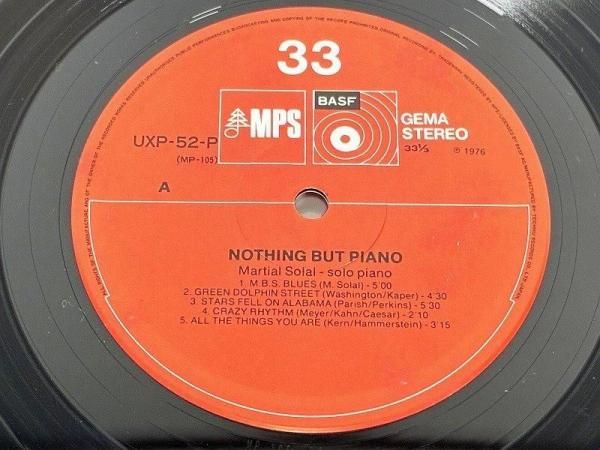 33
MPS
BASF
GEMA
STEREO
33⅓
℗ 1976
UXP-52-P
(MP-105)
A
NOTHING BUT PIANO
Martial Solal - solo piano
1. M.B.S. BLUES (M. Solal) - 5:00
2. GREEN DOLPHIN STREET (Washington/Kaper) - 4:30
3. STARS FELL ON ALABAMA (Parish/Perkins) - 5:30
4. CRAZY RHYTHM (Meyer/Kahn/Caesar) - 2:10
5. ALL THE THINGS YOU ARE (Kern/Hammerstein) - 3:15